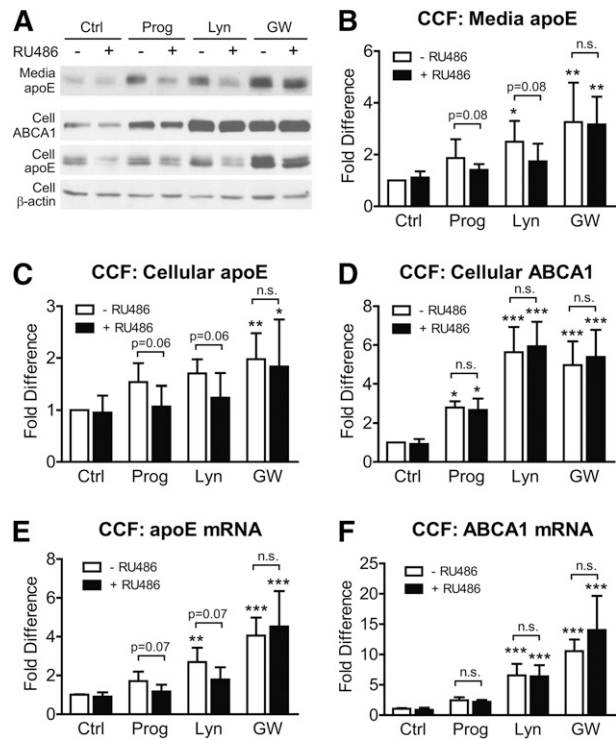 A
Ctrl Prog Lyn GW
RU486 - + - + - + - +
Media
apoE
Cell
ABCA1
Cell
apoE
Cell
β-actin
B CCF: Media apoE
Fold Difference
6
4
2
0
- RU486
+ RU486
p=0.08
p=0.08
n.s.
*
**
**
Ctrl Prog Lyn GW
C CCF: Cellular apoE
Fold Difference
3
2
1
0
- RU486
+ RU486
p=0.06
p=0.06
n.s.
**
*
Ctrl Prog Lyn GW
D CCF: Cellular ABCA1
Fold Difference
8
6
4
2
0
- RU486
+ RU486
n.s.
n.s.
n.s.
*
*
***
***
***
***
Ctrl Prog Lyn GW
E CCF: apoE mRNA
Fold Difference
8
6
4
2
0
- RU486
+ RU486
p=0.07
p=0.07
n.s.
**
***
***
Ctrl Prog Lyn GW
F CCF: ABCA1 mRNA
Fold Difference
25
20
15
10
5
0
- RU486
+ RU486
n.s.
n.s.
n.s.
***
***
***
***
Ctrl Prog Lyn GW